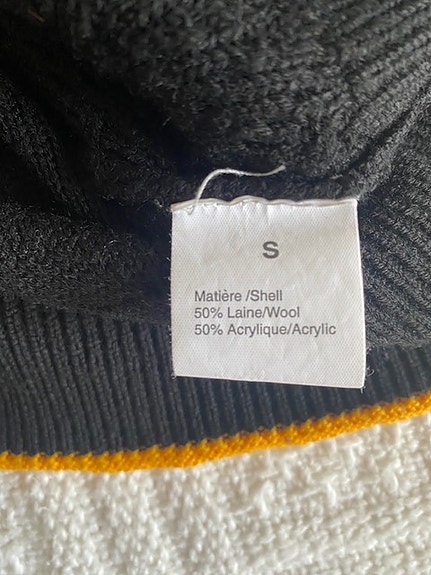 S
Matière /Shell
50% Laine/Wool
50% Acrylique/Acrylic